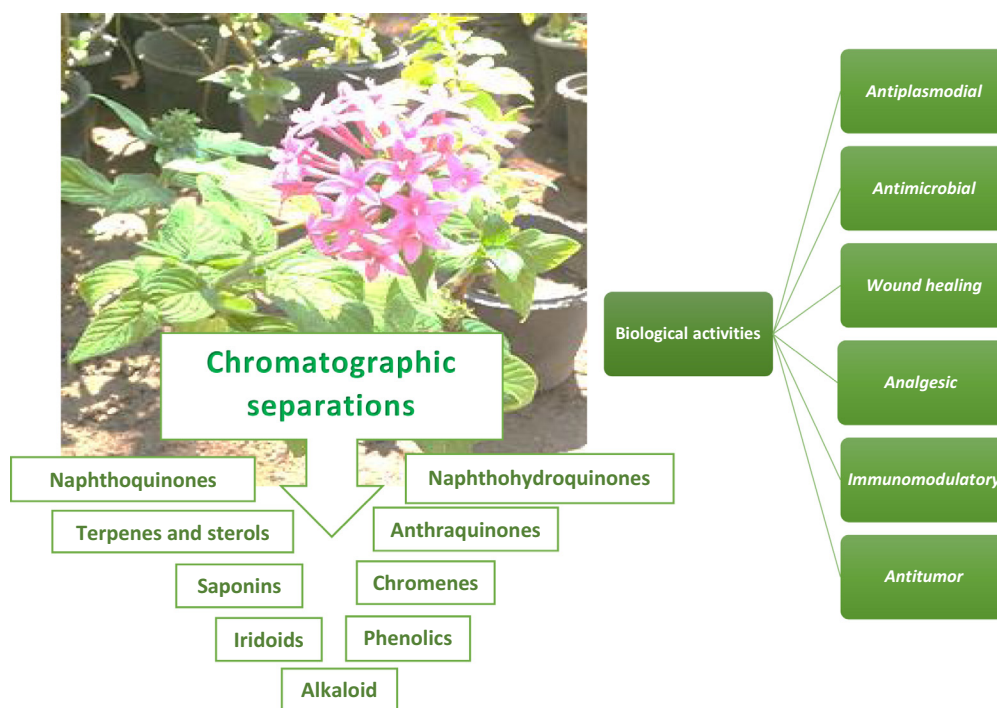 Chromatographic
separations
Naphthoquinones
Naphthohydroquinones
Terpenes and sterols
Anthraquinones
Saponins
Chromenes
Iridoids
Phenolics
Alkaloid
Biological activities
Antiplasmodial
Antimicrobial
Wound healing
Analgesic
Immunomodulatory
Antitumor